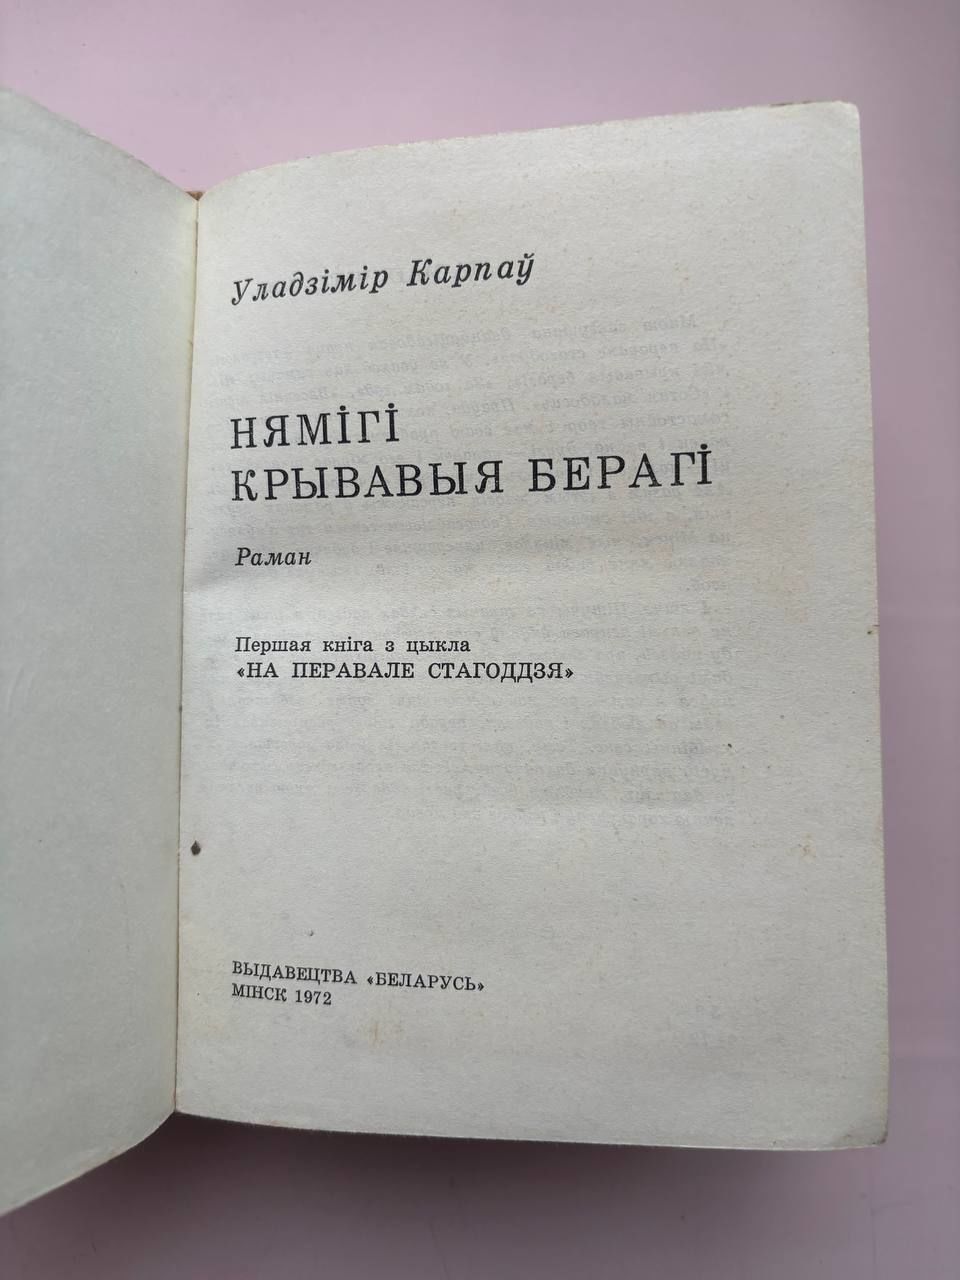 Уладзімір Карпаў
НЯМІГІ
КРЫВАВЫЯ БЕРАГІ
Раман
Першая кніга з цыкла
«НА ПЕРАВАЛЕ СТАГОДДЗЯ»
ВЫДАВЕЦТВА «БЕЛАРУСЬ»
МІНСК 1972